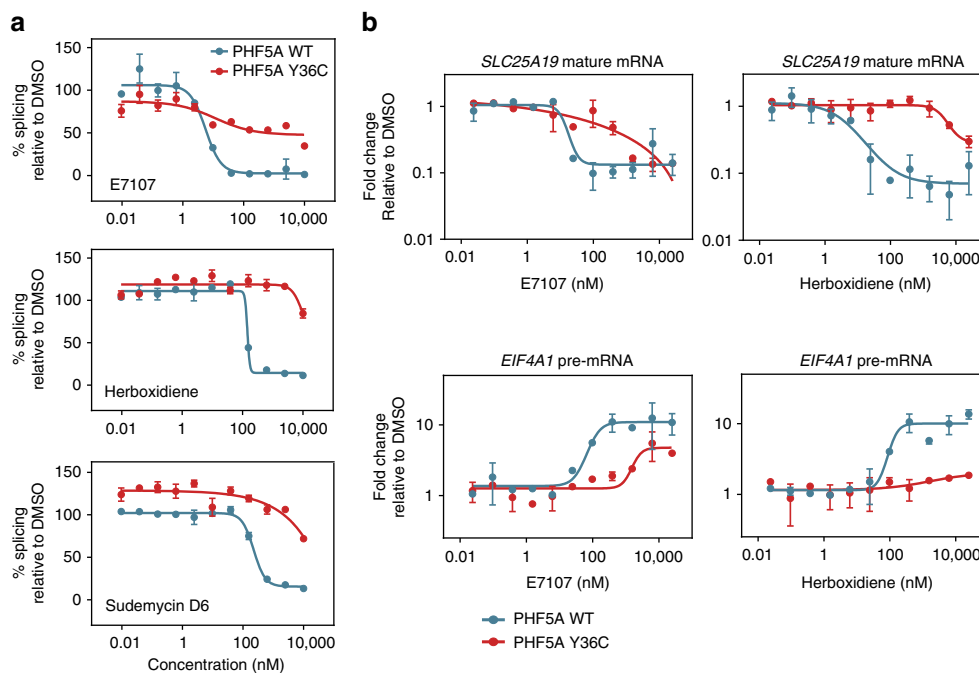 a
% splicing
relative to DMSO
150
100
50
0
PHF5A WT
PHF5A Y36C
E7107
0.01
1
100
10,000
% splicing
relative to DMSO
150
100
50
0
Herboxidiene
0.01
1
100
10,000
% splicing
relative to DMSO
150
100
50
0
Sudemycin D6
0.01
1
100
10,000
Concentration (nM)
b
SLC25A19 mature mRNA
Fold change
Relative to DMSO
1
0.1
0.01
0.01
1
100
10,000
E7107 (nM)
SLC25A19 mature mRNA
1
0.1
0.01
0.01
1
100
10,000
Herboxidiene (nM)
EIF4A1 pre-mRNA
Fold change
relative to DMSO
10
1
0.01
1
100
10,000
E7107 (nM)
EIF4A1 pre-mRNA
10
1
0.01
1
100
10,000
Herboxidiene (nM)
PHF5A WT
PHF5A Y36C